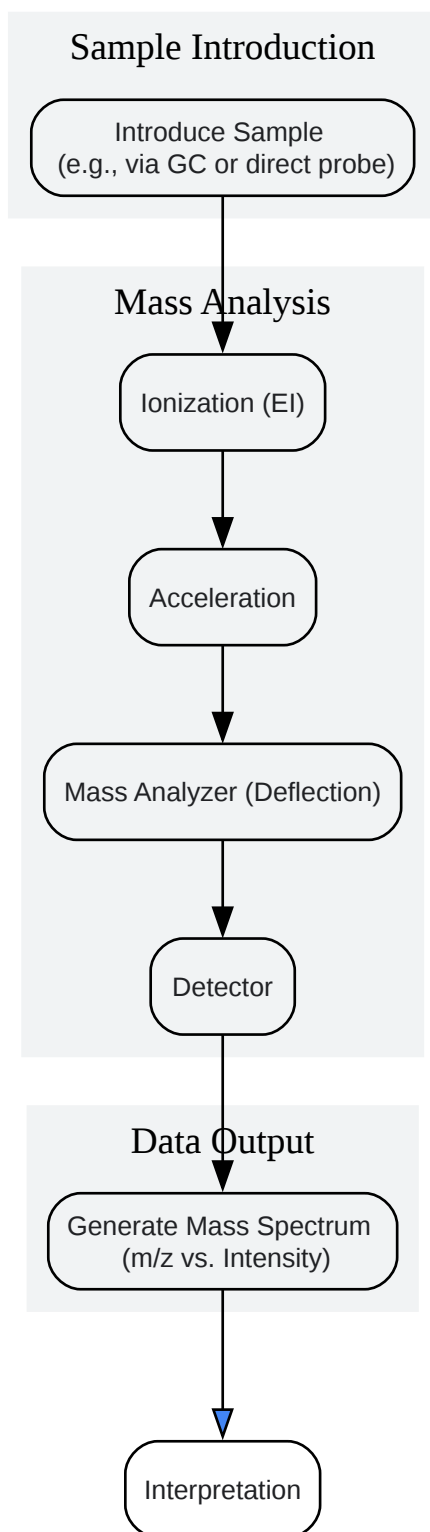 Sample Introduction
Introduce Sample
(e.g., via GC or direct probe)
Mass Analysis
Ionization (EI)
Acceleration
Mass Analyzer (Deflection)
Detector
Data Output
Generate Mass Spectrum
(m/z vs. Intensity)
Interpretation